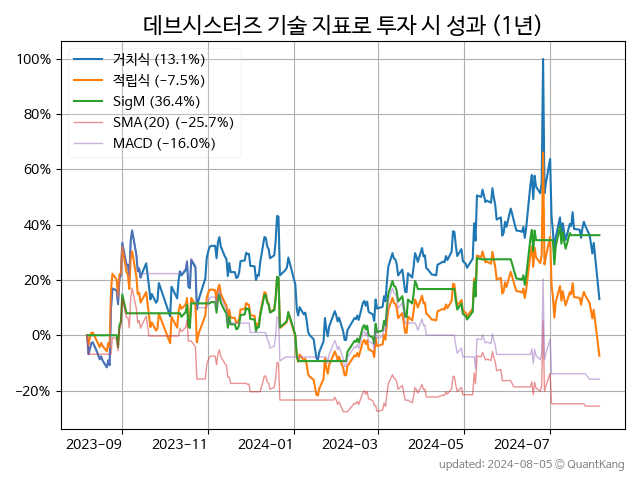 데브시스터즈 기술 지표로 투자 시 성과 (1년)
100%
80%
60%
40%
20%
0%
−20%
거치식 (13.1%)
적립식 (−7.5%)
SigM (36.4%)
SMA(20) (−25.7%)
MACD (−16.0%)
2023-09 2023-11 2024-01 2024-03 2024-05 2024-07
updated: 2024-08-05 © QuantKang